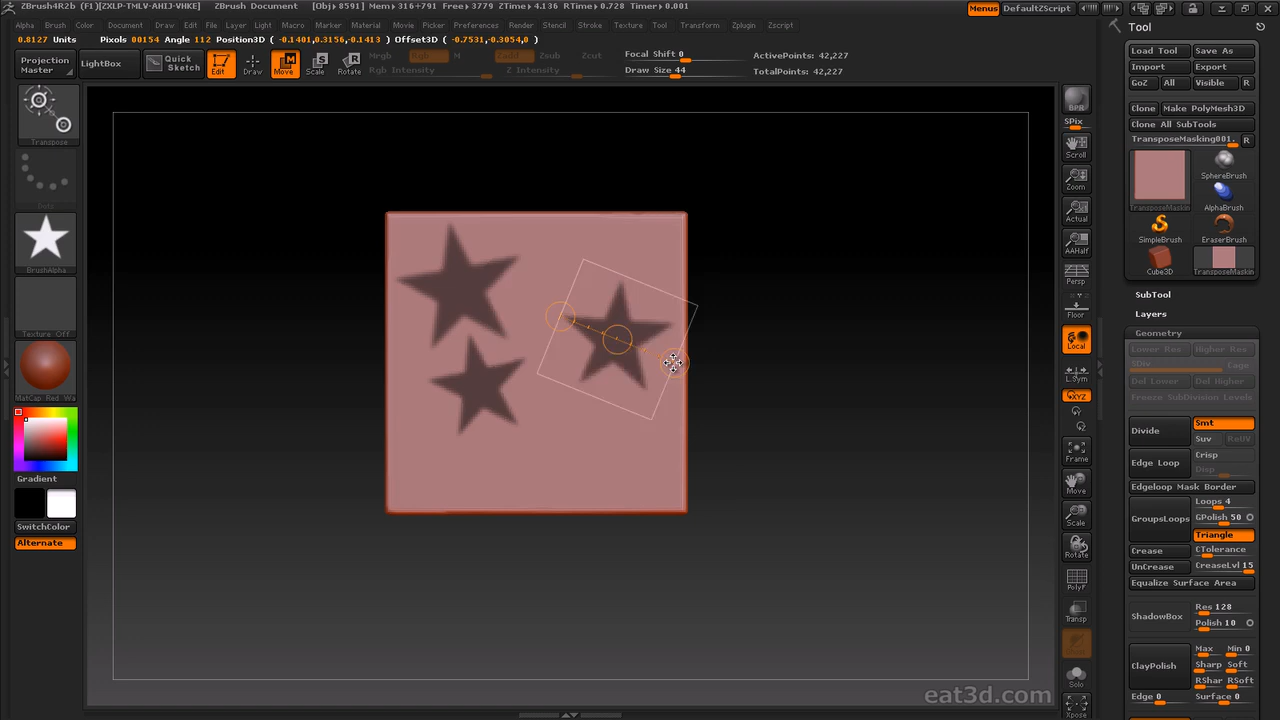 ZBrush4R2b (F1)[ZXLP-TMLV-AHIJ-VHKE] ZBrush Document [Obj▸ 8591] Mem▸316+791 Free▸3779 ZTime▸4.136 RTime▸0.728 Timer▸0.001 Menus DefaultZScript
Alpha Brush Color Document Draw Edit File Layer Light Macro Marker Material Movie Picker Preferences Render Stencil Stroke Texture Tool Transform Zplugin Zscript
0.8127 Units Pixels 00154 Angle 112 Position3D ( -0.1401,0.3156,-0.1413 ) Offset3D ( -0.7531,-0.3054,0 )
Projection Master LightBox Quick Sketch Edit Draw Move Scale Rotate
Mrgb Rgb M Zadd Zsub Zcut
Rgb Intensity Z Intensity
Focal Shift 0
Draw Size 44
ActivePoints: 42,227
TotalPoints: 42,227
Transpose
Dots
BrushAlpha
Texture Off
MatCap Red Wa
Gradient
SwitchColor
Alternate
BPR
SPix
Scroll
Zoom
Actual
AAHalf
Persp
Floor
Local
L.Sym
XYZ
Frame
Move
Scale
Rotate
PolyF
Transp
Solo
Xpose
Tool
Load Tool Save As
Import Export
GoZ All Visible R
Clone Make PolyMesh3D
Clone All SubTools
TransposeMasking001. R
TransposeMaskin
SphereBrush
AlphaBrush
SimpleBrush
EraserBrush
Cube3D
TransposeMaskin
SubTool
Layers
Geometry
Lower Res Higher Res
SDiv Cage
Del Lower Del Higher
Freeze SubDivision Levels
Divide Smt
Suv ReUV
Edge Loop Crisp
Disp
Edgeloop Mask Border
GroupsLoops Loops 4
GPolish 50
Triangle
Crease CTolerance
UnCrease CreaseLvl 15
Equalize Surface Area
ShadowBox Res 128
Polish 10
ClayPolish Max Min 0
Sharp Soft
RShar RSoft
Edge 0 Surface 0
eat3d.com